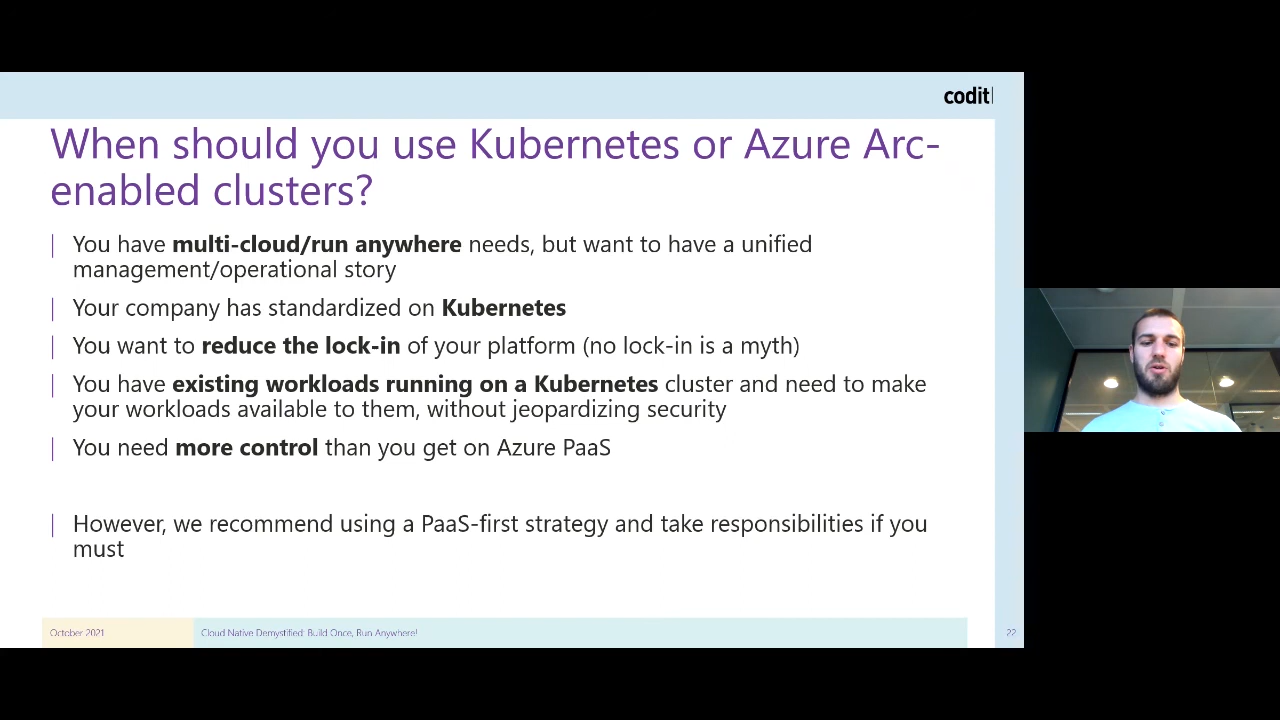 codit
When should you use Kubernetes or Azure Arc-
enabled clusters?
You have multi-cloud/run anywhere needs, but want to have a unified
management/operational story
Your company has standardized on Kubernetes
You want to reduce the lock-in of your platform (no lock-in is a myth)
You have existing workloads running on a Kubernetes cluster and need to make
your workloads available to them, without jeopardizing security
You need more control than you get on Azure PaaS
However, we recommend using a PaaS-first strategy and take responsibilities if you
must
October 2021
Cloud Native Demystified: Build Once, Run Anywhere!
22